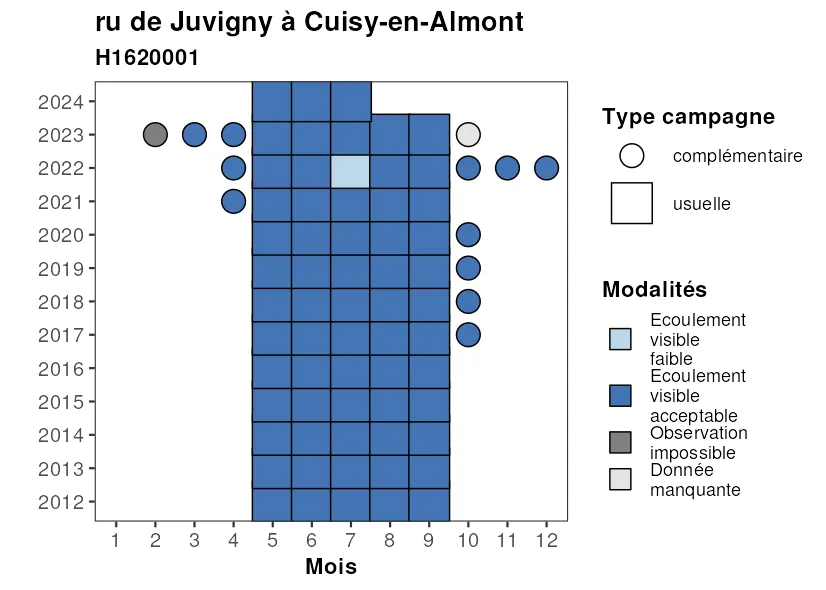 ru de Juvigny à Cuisy-en-Almont
H1620001
2024
2023
2022
2021
2020
2019
2018
2017
2016
2015
2014
2013
2012
1 2 3 4 5 6 7 8 9 10 11 12
Mois
Type campagne
complémentaire
usuelle
Modalités
Ecoulement
visible
faible
Ecoulement
visible
acceptable
Observation
impossible
Donnée
manquante